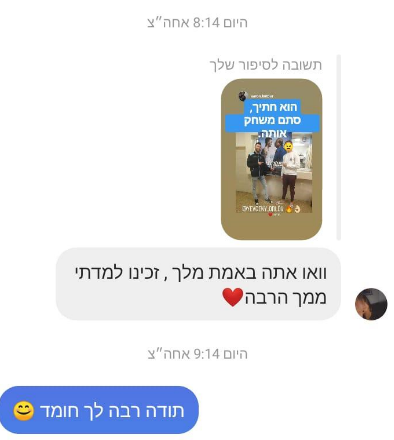 היום 8:14 אחה״צ
תשובה לסיפור שלך
הוא חתיך,
סתם משחק
אותה.
וואו אתה באמת מלך , זכינו למדתי
ממך הרבה❤️
היום 9:14 אחה״צ
תודה רבה לך חומד 😊